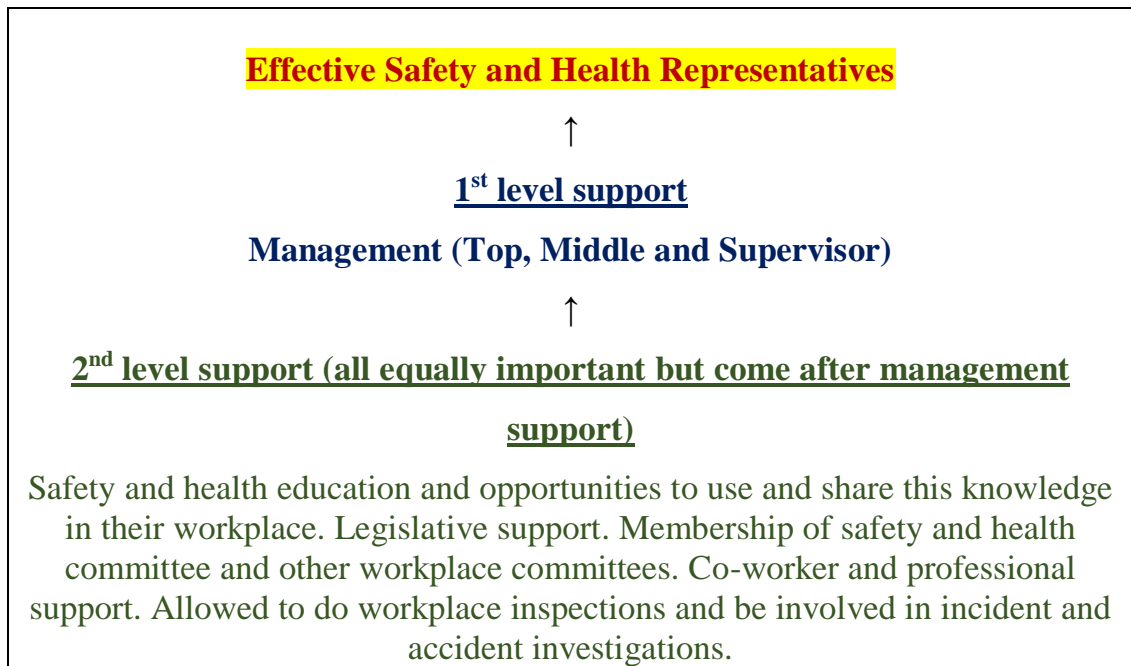 Effective Safety and Health Representatives
↑
1st level support
Management (Top, Middle and Supervisor)
↑
2nd level support (all equally important but come after management
support)
Safety and health education and opportunities to use and share this knowledge
in their workplace. Legislative support. Membership of safety and health
committee and other workplace committees. Co-worker and professional
support. Allowed to do workplace inspections and be involved in incident and
accident investigations.